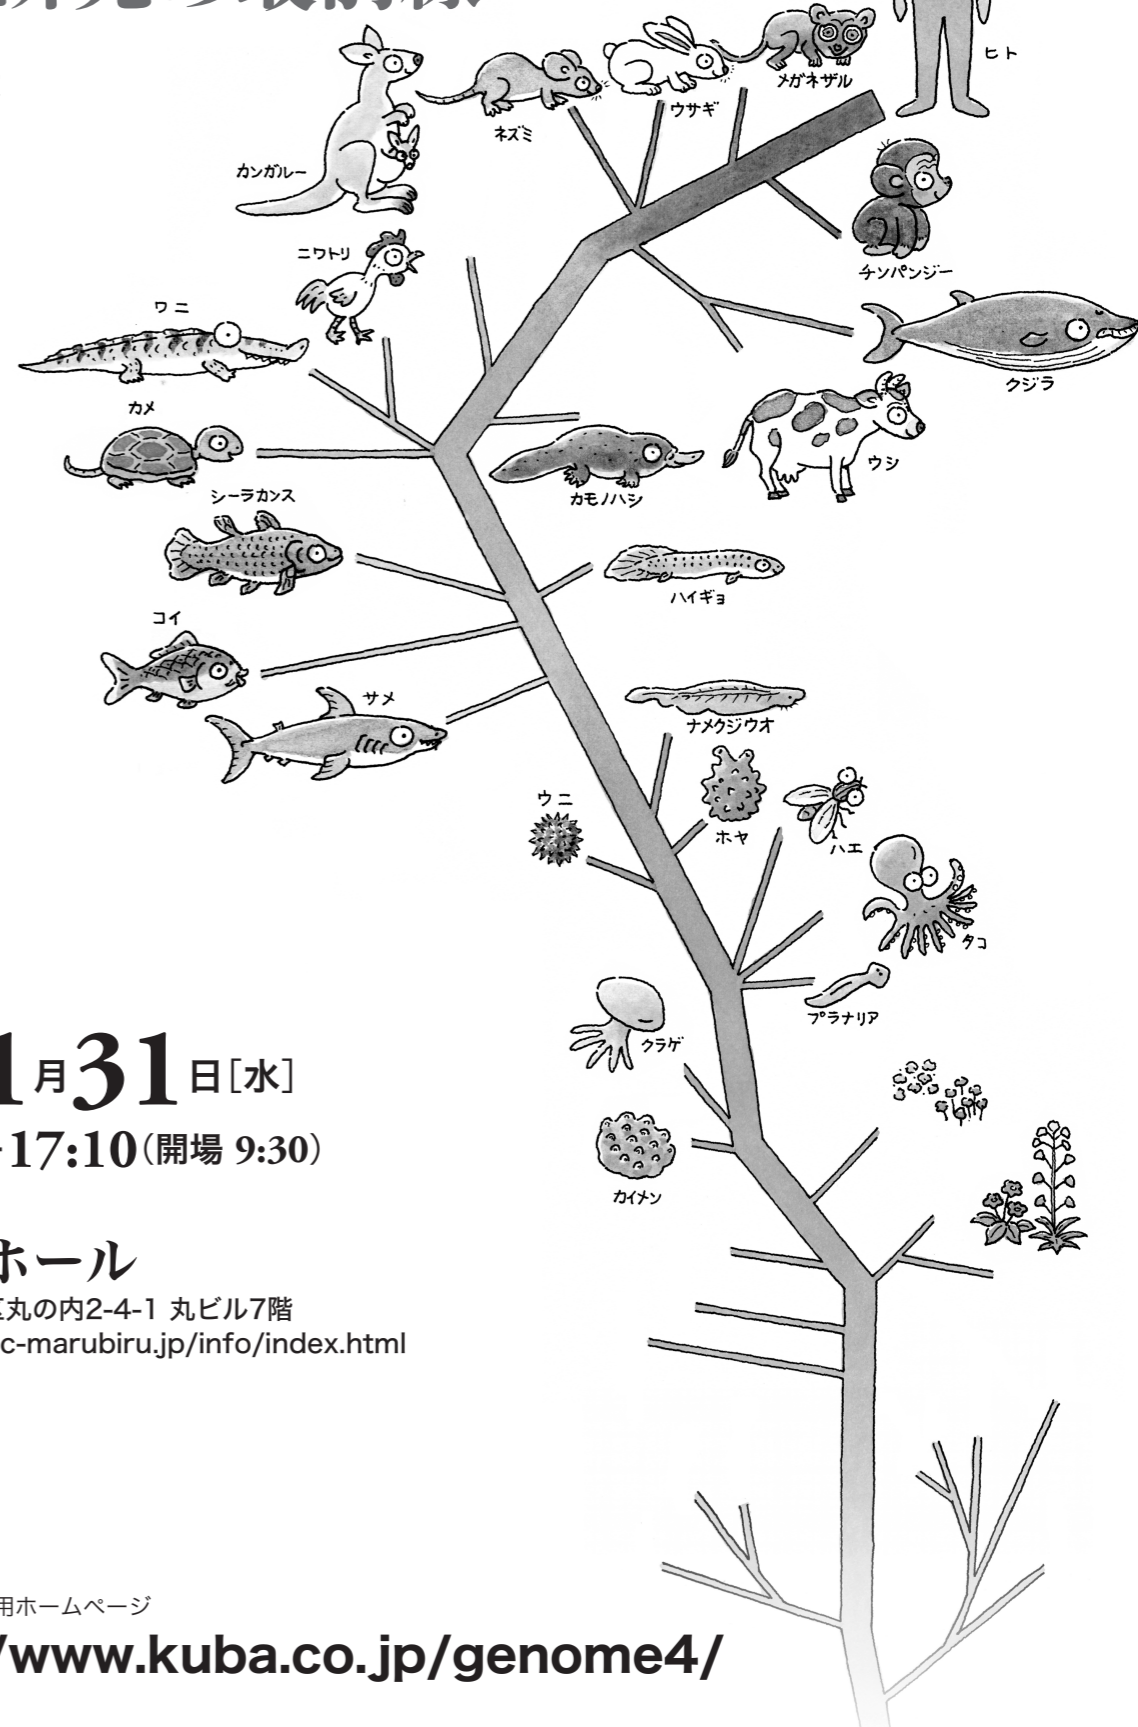 ヒト
メガネザル
ウサギ
ネズミ
カンガルー
ニワトリ
チンパンジー
ワニ
クジラ
カメ
ウシ
シーラカンス
カモノハシ
ハイギョ
コイ
サメ
ナメクジウオ
ウニ
ホヤ
ハエ
タコ
プラナリア
クラゲ
カイメン
1月31日[水]
17:10(開場 9:30)
ホール
丸の内2-4-1 丸ビル7階
c-marubiru.jp/info/index.html
用ホームページ
/www.kuba.co.jp/genome4/